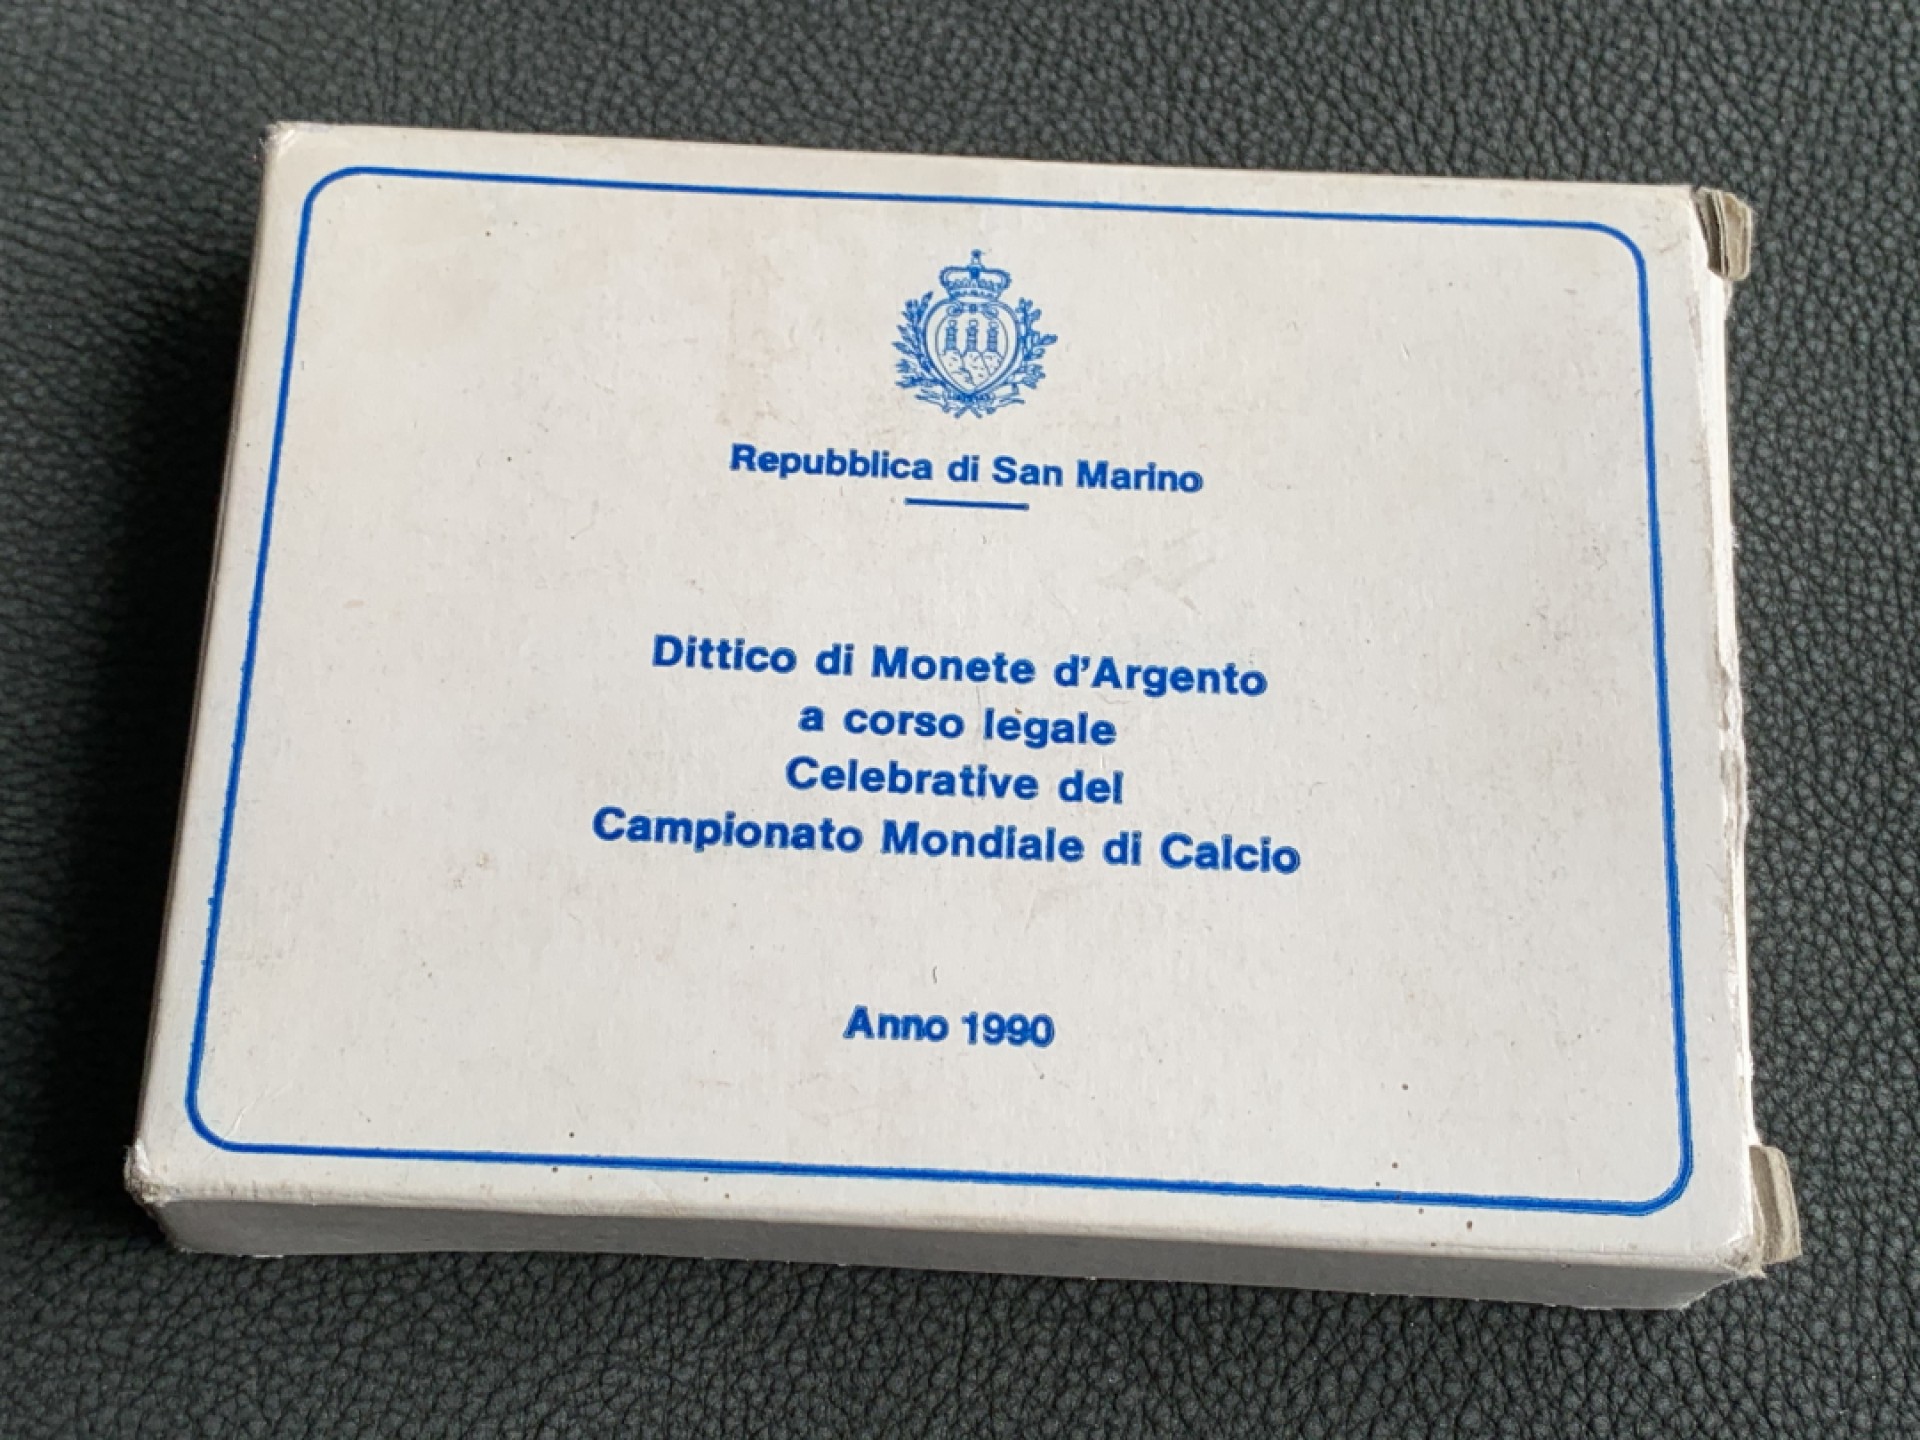 Repubblica di San Marino
Dittico di Monete d'Argento
a corso legale
Celebrative del
Campionato Mondiale di Calcio
Anno 1990